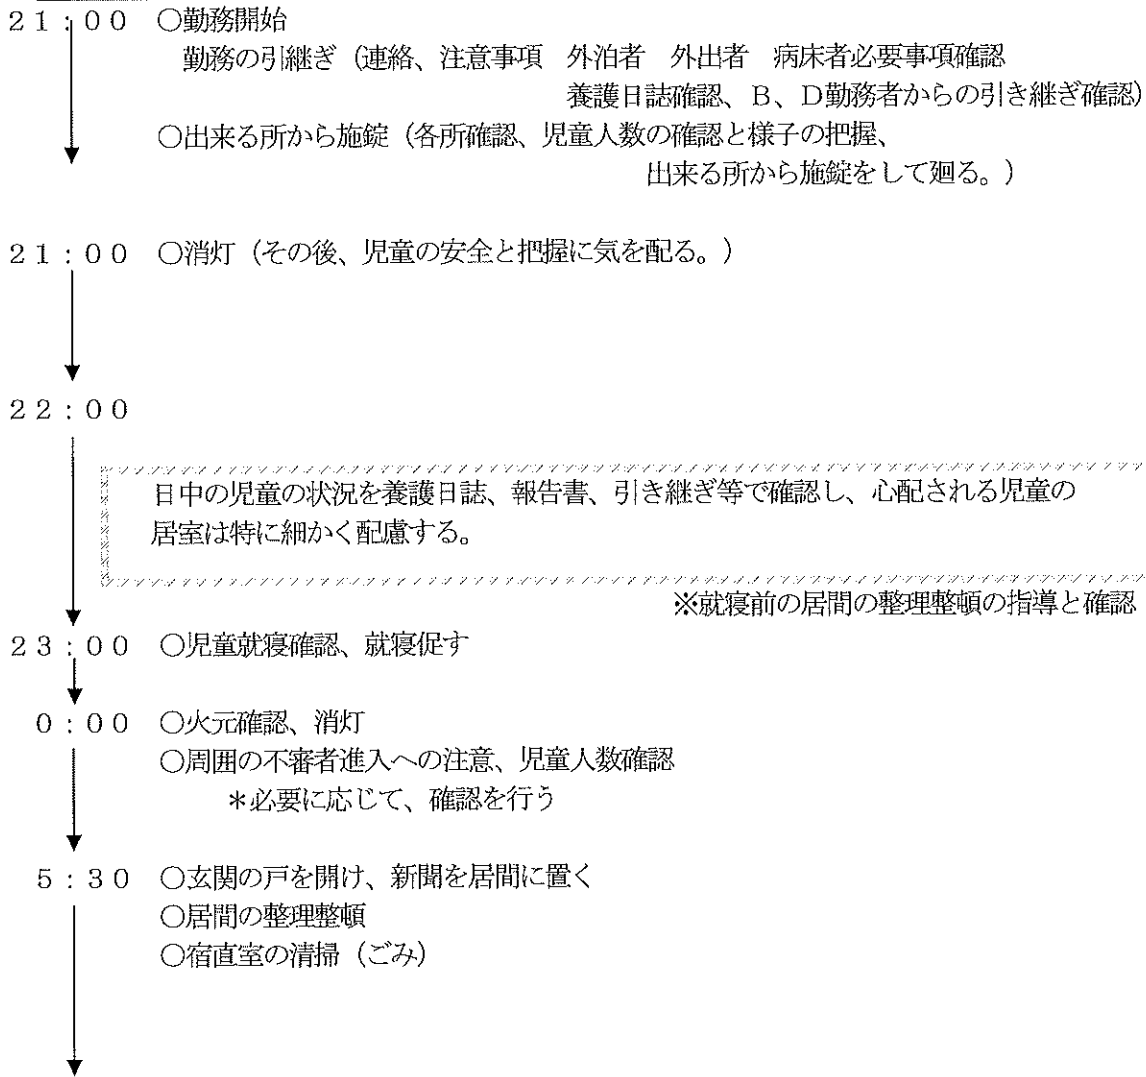 21:00 ○勤務開始
勤務の引継ぎ（連絡、注意事項 外泊者 外出者 病床者必要事項確認
養護日誌確認、B、D勤務者からの引き継ぎ確認）
○出来る所から施錠（各所確認、児童人数の確認と様子の把握、
出来る所から施錠をして廻る。）
21:00 ○消灯（その後、児童の安全と把握に気を配る。）
22:00
日中の児童の状況を養護日誌、報告書、引き継ぎ等で確認し、心配される児童の
居室は特に細かく配慮する。
※就寝前の居間の整理整頓の指導と確認
23:00 ○児童就寝確認、就寝促す
0:00 ○火元確認、消灯
○周囲の不審者進入への注意、児童人数確認
＊必要に応じて、確認を行う
5:30 ○玄関の戸を開け、新聞を居間に置く
○居間の整理整頓
○宿直室の清掃（ごみ）